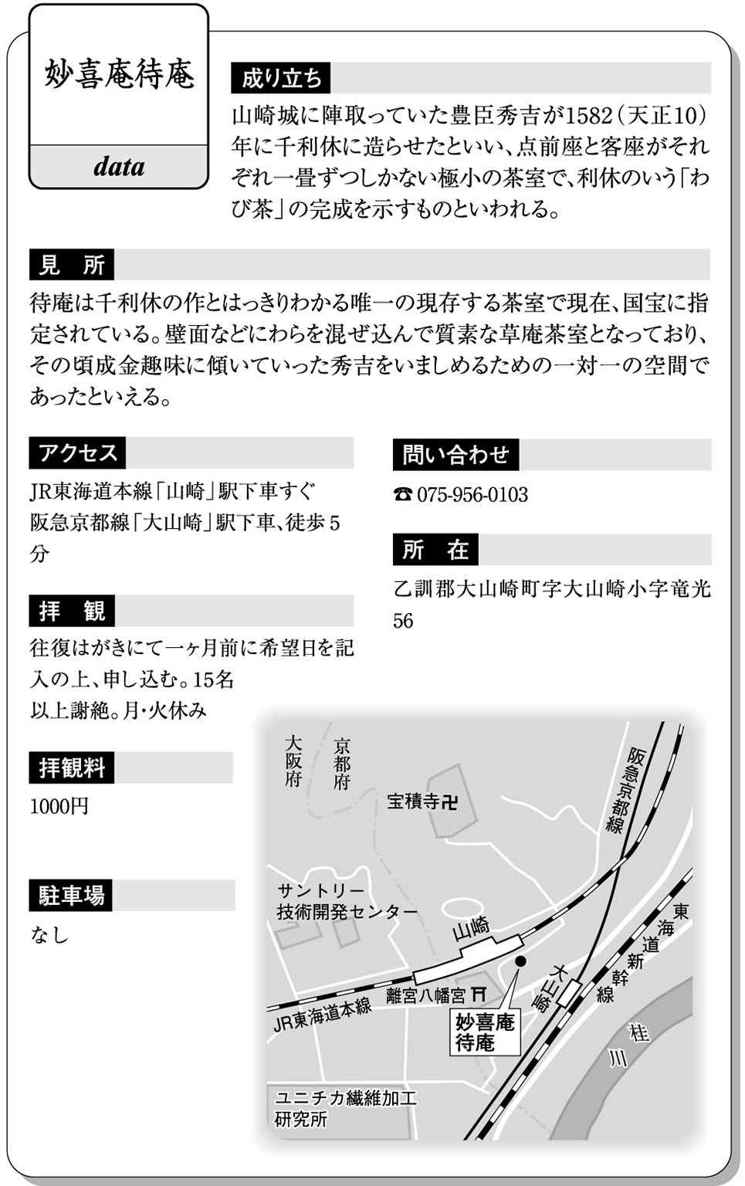 妙喜庵待庵
data
成り立ち
山崎城に陣取っていた豊臣秀吉が1582（天正10）
年に千利休に造らせたといい、点前座と客座がそれ
ぞれ一畳ずつしかない極小の茶室で、利休のいう「わ
び茶」の完成を示すものといわれる。
見　所
待庵は千利休の作とはっきりわかる唯一の現存する茶室で現在、国宝に指
定されている。壁面などにわらを混ぜ込んで質素な草庵茶室となっており、
その頃成金趣味に傾いていった秀吉をいましめるための一対一の空間で
あったといえる。
アクセス
JR東海道本線「山崎」駅下車すぐ
阪急京都線「大山崎」駅下車、徒歩5
分
拝　観
往復はがきにて一ヶ月前に希望日を記
入の上、申し込む。15名
以上謝絶。月・火休み
拝観料
1000円
駐車場
なし
問い合わせ
☎075-956-0103
所　在
乙訓郡大山崎町字大山崎小字竜光
56
大阪府
京都府
阪急京都線
宝積寺卍
サントリー
技術開発センター
山崎
東海道新幹線
大山崎
離宮八幡宮
JR東海道本線
妙喜庵
待庵
桂川
ユニチカ繊維加工
研究所